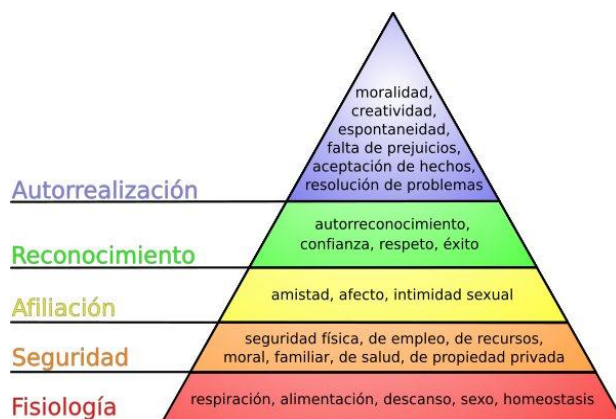 moralidad,
creatividad,
espontaneidad,
falta de prejuicios,
aceptación de hechos,
resolución de problemas
Autorrealización
autorreconocimiento,
confianza, respeto, éxito
Reconocimiento
amistad, afecto, intimidad sexual
Afiliación
seguridad física, de empleo, de recursos,
moral, familiar, de salud, de propiedad privada
Seguridad
respiración, alimentación, descanso, sexo, homeostasis
Fisiología